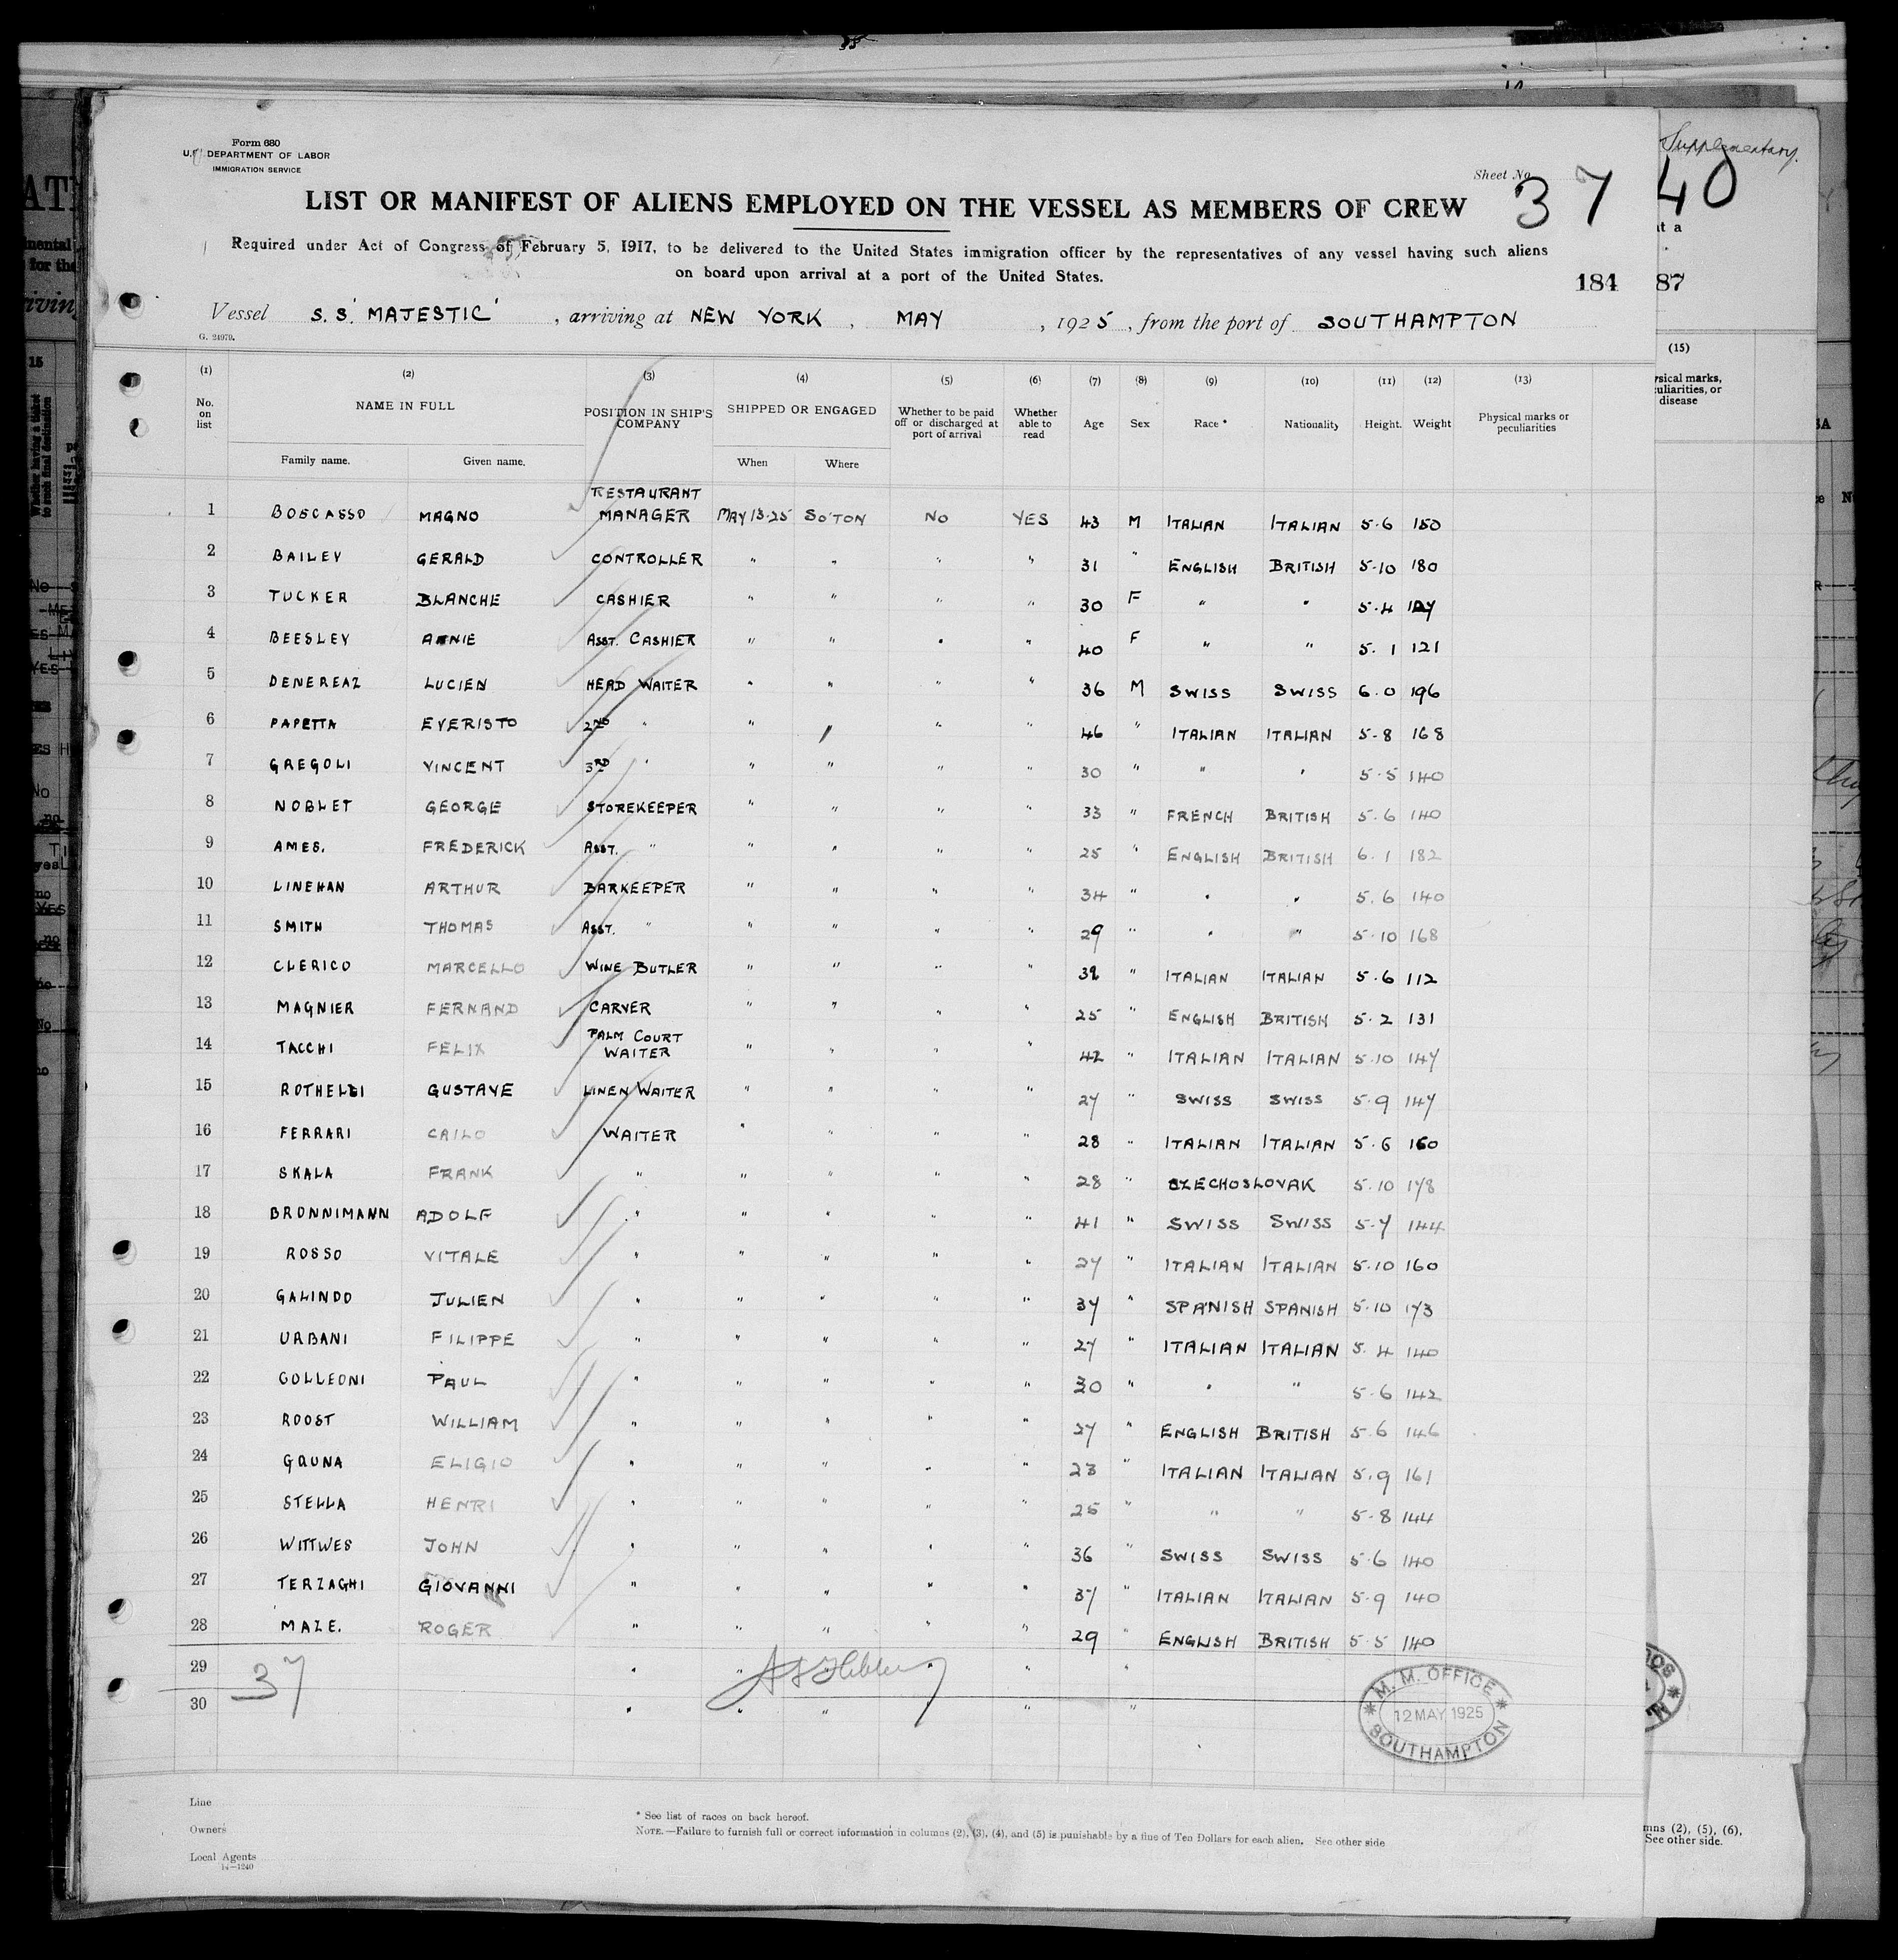 Supplementary.
Form 680
U.S. DEPARTMENT OF LABOR
IMMIGRATION SERVICE
Sheet No. 37
40
LIST OR MANIFEST OF ALIENS EMPLOYED ON THE VESSEL AS MEMBERS OF CREW
Required under Act of Congress of February 5, 1917, to be delivered to the United States immigration officer by the representatives of any vessel having such aliens
on board upon arrival at a port of the United States.
184 87
Vessel S.S. 'MAJESTIC', arriving at NEW YORK, MAY, 1925, from the port of SOUTHAMPTON
G. 24979.
(1) (2) (3) (4) (5) (6) (7) (8) (9) (10) (11) (12) (13) (15)
No. on list NAME IN FULL POSITION IN SHIP'S COMPANY SHIPPED OR ENGAGED Whether to be paid off or discharged at port of arrival Whether able to read Age Sex Race * Nationality Height. Weight Physical marks or peculiarities
Family name. Given name. When Where
1 BOSCASSO MAGNO RESTAURANT MANAGER MAY 13-25 SO'TON NO YES 43 M ITALIAN ITALIAN 5.6 150
2 BAILEY GERALD CONTROLLER " " " " 31 " ENGLISH BRITISH 5-10 180
3 TUCKER BLANCHE CASHIER " " " " 30 F " " 5.4 127
4 BEESLEY ANNIE ASST. CASHIER " " " " 40 F " " 5.1 121
5 DENEREAZ LUCIEN HEAD WAITER " " " " 36 M SWISS SWISS 6.0 196
6 PAPETTA EVERISTO 2ND " " " " " 46 " ITALIAN ITALIAN 5-8 168
7 GREGOLI VINCENT 3RD " " " " " 30 " " " 5.5 140
8 NOBLET GEORGE STOREKEEPER " " " " 33 " FRENCH BRITISH 5.6 140
9 AMES. FREDERICK ASST. " " " " " 25 " ENGLISH BRITISH 6.1 182
10 LINEHAN ARTHUR BARKEEPER " " " " 34 " " " 5.6 140
11 SMITH THOMAS ASST. " " " " " 29 " " " 5-10 168
12 CLERICO MARCELLO WINE BUTLER " " " " 32 " ITALIAN ITALIAN 5.6 112
13 MAGNIER FERNAND CARVER " " " " 25 " ENGLISH BRITISH 5.2 131
14 TACCHI FELIX PALM COURT WAITER " " " " 42 " ITALIAN ITALIAN 5-10 147
15 ROTHELLI GUSTAVE LINEN WAITER " " " " 27 " SWISS SWISS 5.9 147
16 FERRARI CAILO WAITER " " " " 28 " ITALIAN ITALIAN 5.6 160
17 SKALA FRANK " " " " " 28 " CZECHOSLOVAK 5.10 178
18 BRONNIMANN ADOLF " " " " " 41 " SWISS SWISS 5-7 144
19 ROSSO VITALE " " " " " 27 " ITALIAN ITALIAN 5.10 160
20 GALINDO JULIEN " " " " " 37 " SPANISH SPANISH 5.10 173
21 URBANI FILIPPE " " " " " 27 " ITALIAN ITALIAN 5.4 140
22 COLLEONI PAUL " " " " " 30 " " " 5.6 142
23 ROOST WILLIAM " " " " " 27 " ENGLISH BRITISH 5.6 146
24 GRUNA ELIGIO " " " " " 23 " ITALIAN ITALIAN 5.9 161
25 STELLA HENRI " " " " " 25 " " " 5-8 144
26 WITTWES JOHN " " " " " 36 " SWISS SWISS 5.6 140
27 TERZAGHI GIOVANNI " " " " " 37 " ITALIAN ITALIAN 5.9 140
28 MAZE. ROGER " " " " " 29 " ENGLISH BRITISH 5.5 140
29 " " " " " "
37
30 " " " " "
M. M. OFFICE
12 MAY 1925
SOUTHAMPTON
Line
Owners
Local Agents
* See list of races on back hereof.
NOTE.—Failure to furnish full or correct information in columns (2), (3), (4), and (5) is punishable by a fine of Ten Dollars for each alien. See other side
(2), (5), (6),
See other side.